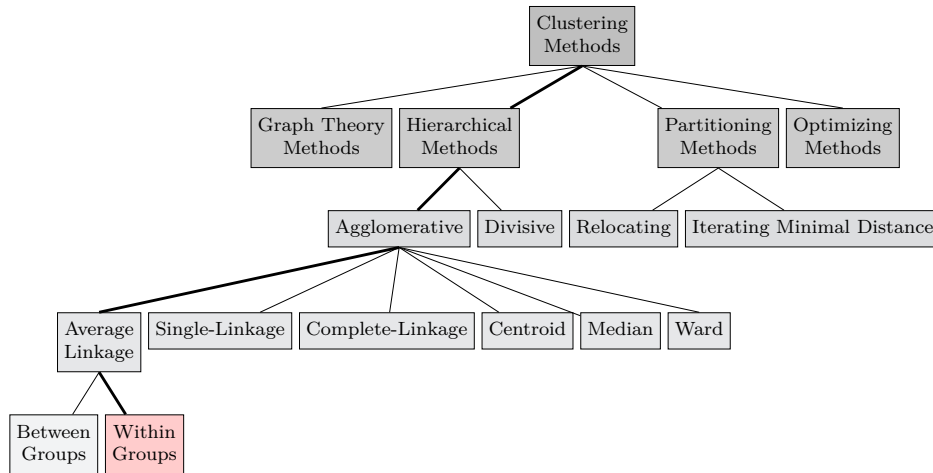 Clustering
Methods
Graph Theory
Methods
Hierarchical
Methods
Partitioning
Methods
Optimizing
Methods
Agglomerative
Divisive
Relocating
Iterating Minimal Distance
Average
Linkage
Single-Linkage
Complete-Linkage
Centroid
Median
Ward
Between
Groups
Within
Groups